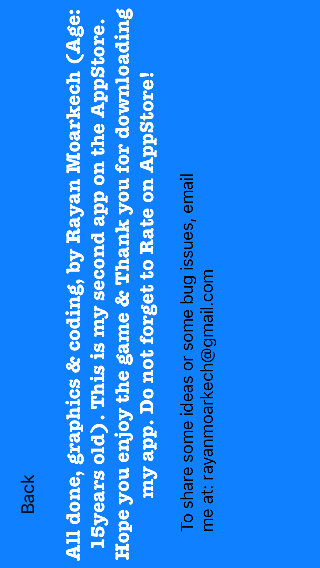 Back
All done, graphics & coding, by Rayan Moarkech (Age:
15years old). This is my second app on the AppStore.
Hope you enjoy the game & Thank you for downloading
my app. Do not forget to Rate on AppStore!
To share some ideas or some bug issues, email
me at: rayanmoarkech@gmail.com